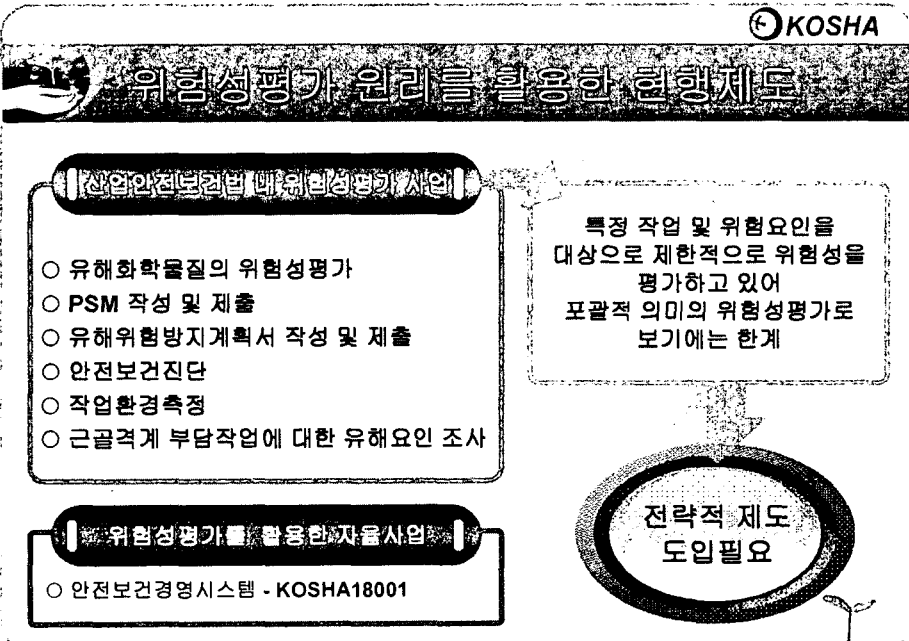 KOSHA
위험성평가 원리를 활용한 현행제도
산업안전보건법 내 위험성평가 사업
○ 유해화학물질의 위험성평가
○ PSM 작성 및 제출
○ 유해위험방지계획서 작성 및 제출
○ 안전보건진단
○ 작업환경측정
○ 근골격계 부담작업에 대한 유해요인 조사
특정 작업 및 위험요인을
대상으로 제한적으로 위험성을
평가하고 있어
포괄적 의미의 위험성평가로
보기에는 한계
전략적 제도
도입필요
위험성평가를 활용한 자율사업
○ 안전보건경영시스템 - KOSHA18001